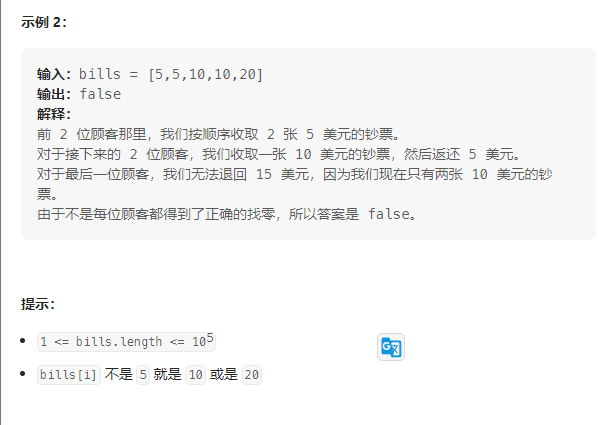 示例 2：
输入：bills = [5,5,10,10,20]
输出：false
解释：
前 2 位顾客那里，我们按顺序收取 2 张 5 美元的钞票。
对于接下来的 2 位顾客，我们收取一张 10 美元的钞票，然后返还 5 美元。
对于最后一位顾客，我们无法退回 15 美元，因为我们现在只有两张 10 美元的钞
票。
由于不是每位顾客都得到了正确的找零，所以答案是 false。
提示：
1 <= bills.length <= 10⁵
bills[i] 不是 5 就是 10 或是 20